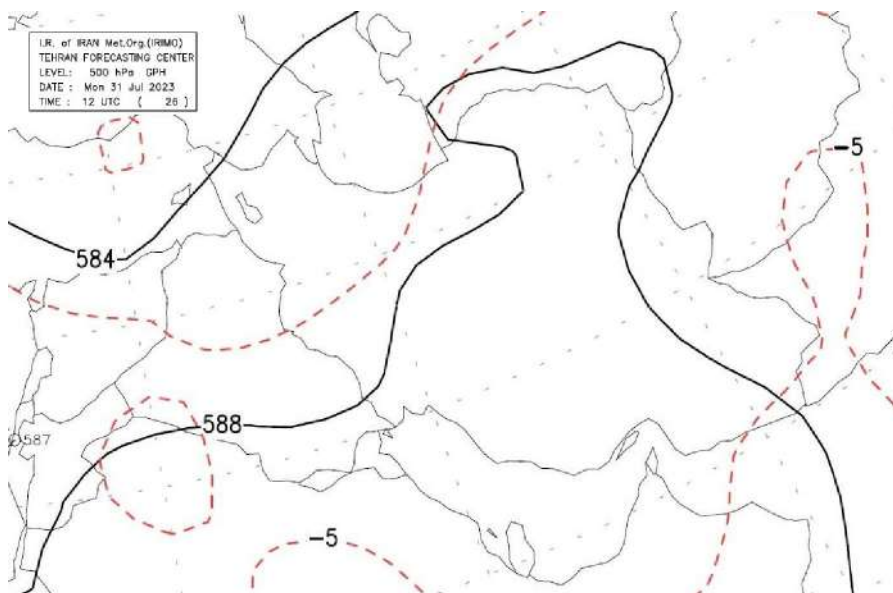 I.R. of IRAN Met.Org.(IRIMO)
TEHRAN FORECASTING CENTER
LEVEL: 500 hPa GPH
DATE : Mon 31 Jul 2023
TIME : 12 UTC ( 26 )
-5
584
588
587
-5